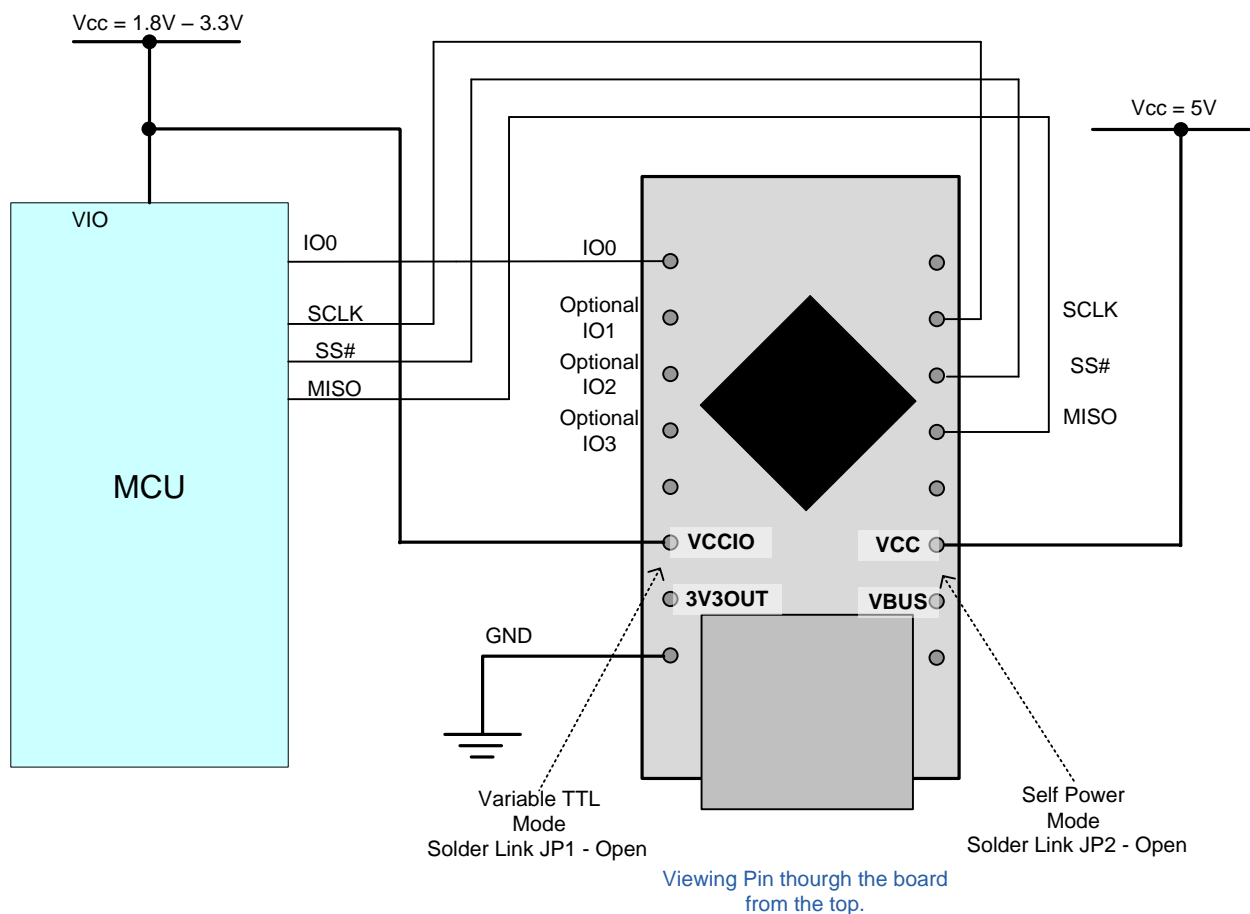 Vcc = 1.8V – 3.3V
Vcc = 5V
VIO
IO0
IO0
SCLK
SS#
MISO
Optional
IO1
Optional
IO2
Optional
IO3
SCLK
SS#
MISO
MCU
VCCIO
VCC
3V3OUT
VBUS
GND
Variable TTL
Mode
Solder Link JP1 - Open
Self Power
Mode
Solder Link JP2 - Open
Viewing Pin thourgh the board
from the top.